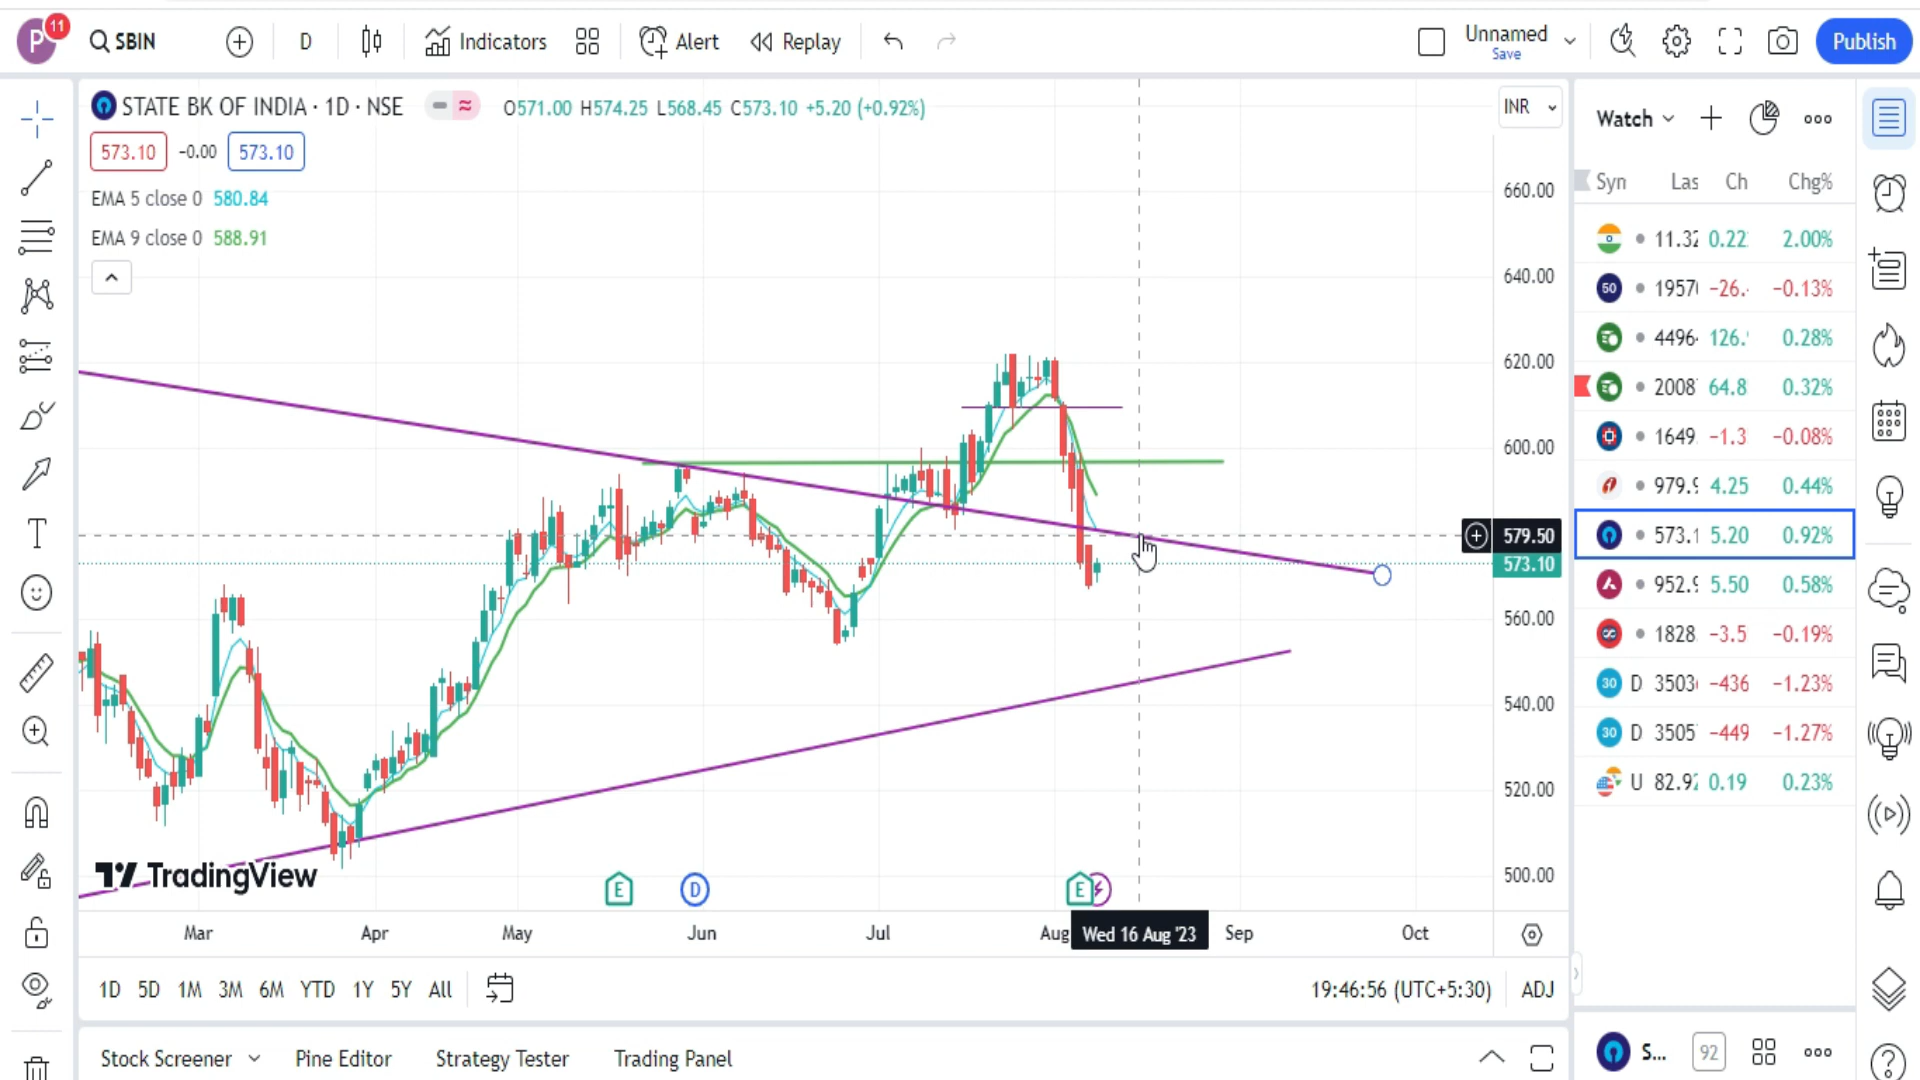 P 11 SBIN D Indicators Alert Replay Unnamed Save Publish
STATE BK OF INDIA · 1D · NSE O571.00 H574.25 L568.45 C573.10 +5.20 (+0.92%) INR
573.10 -0.00 573.10
EMA 5 close 0 580.84
EMA 9 close 0 588.91
660.00
640.00
620.00
600.00
579.50
573.10
560.00
540.00
520.00
500.00
TradingView
E D E
Mar Apr May Jun Jul Aug Wed 16 Aug '23 Sep Oct
1D 5D 1M 3M 6M YTD 1Y 5Y All 19:46:56 (UTC+5:30) ADJ
Stock Screener Pine Editor Strategy Tester Trading Panel
Watch
Syn Las Ch Chg%
11.32 0.22 2.00%
50 1957 -26. -0.13%
4496 126. 0.28%
2008 64.8 0.32%
1649 -1.3 -0.08%
979.9 4.25 0.44%
573.1 5.20 0.92%
952.9 5.50 0.58%
1828 -3.5 -0.19%
30 D 3503 -436 -1.23%
30 D 3505 -449 -1.27%
U 82.92 0.19 0.23%
S... 92